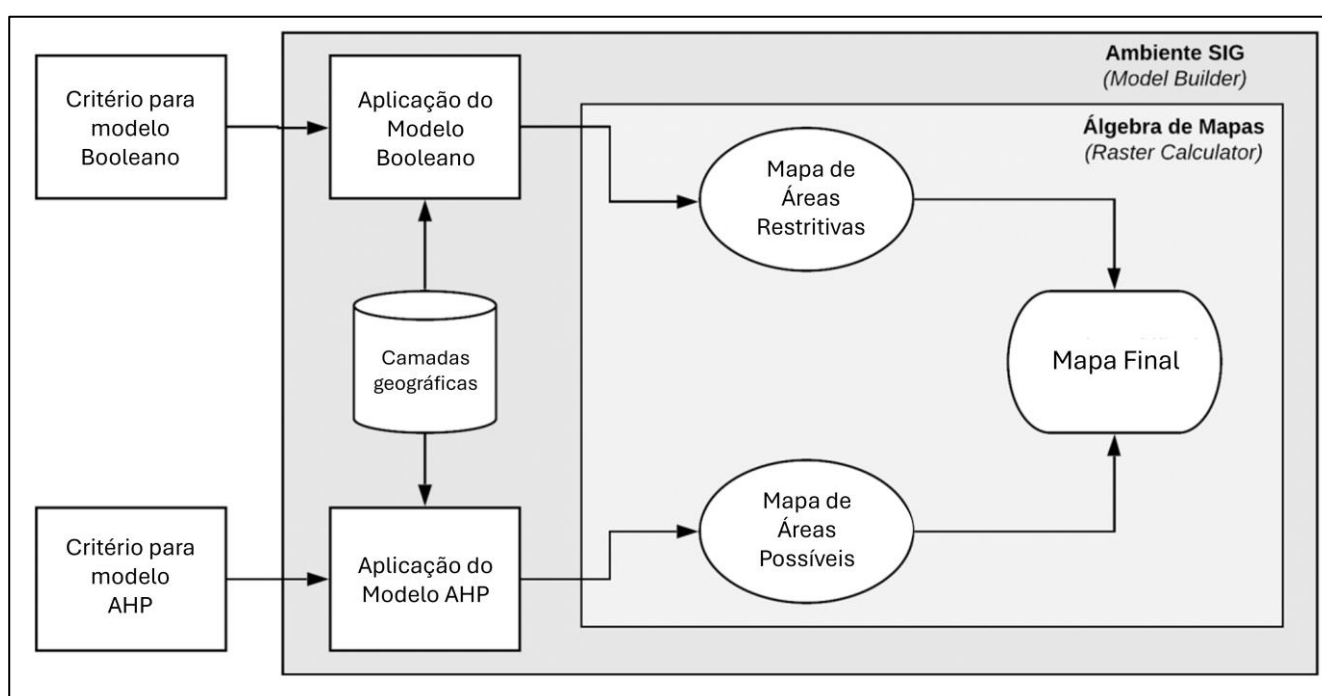 Ambiente SIG
(Model Builder)
Critério para
modelo
Booleano
Aplicação do
Modelo
Booleano
Álgebra de Mapas
(Raster Calculator)
Mapa de
Áreas
Restritivas
Camadas
geográficas
Mapa Final
Critério para
modelo
AHP
Aplicação do
Modelo AHP
Mapa de
Áreas
Possíveis